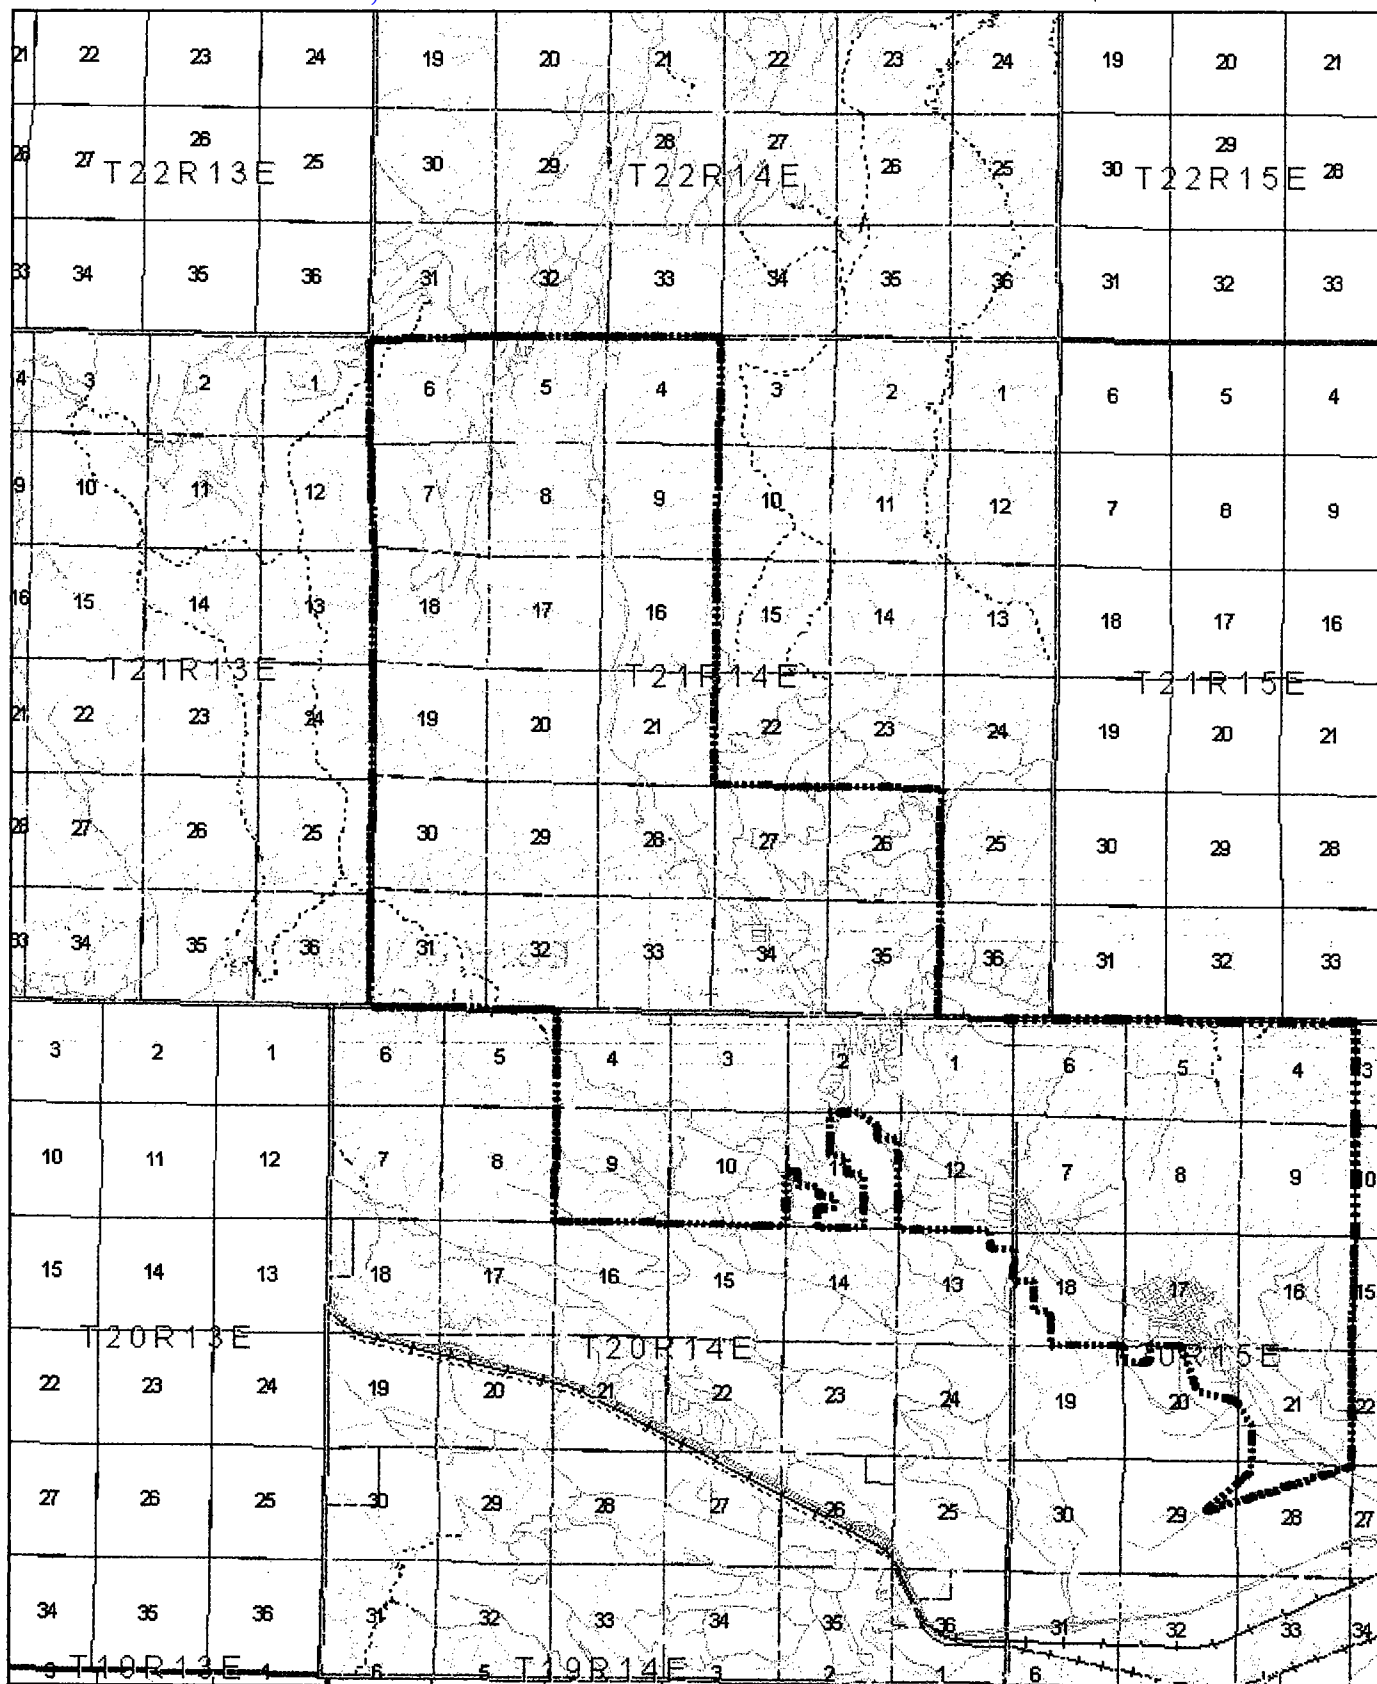 21 22 23 24 19 20 21 22 23 24 19 20 21
28 27 26 25 30 29 28 27 26 25 30 29 28
T22R13E T22R14E T22R15E
33 34 35 36 31 32 33 34 35 36 31 32 33
4 3 2 1 6 5 4 3 2 1 6 5 4
9 10 11 12 7 8 9 10 11 12 7 8 9
16 15 14 13 18 17 16 15 14 13 18 17 16
T21R13E T21R14E T21R15E
21 22 23 24 19 20 21 22 23 24 19 20 21
28 27 26 25 30 29 28 27 26 25 30 29 28
33 34 35 36 31 32 33 34 35 36 31 32 33
3 2 1 6 5 4 3 2 1 6 5 4 3
10 11 12 7 8 9 10 11 12 7 8 9 10
15 14 13 18 17 16 15 14 13 18 17 16 15
T20R13E T20R14E T20R15E
22 23 24 19 20 21 22 23 24 19 20 21 22
27 26 25 30 29 28 27 26 25 30 29 28 27
34 35 36 31 32 33 34 35 36 31 32 33 34
T19R13E T19R14E
3 1 6 5 3 2 1 6